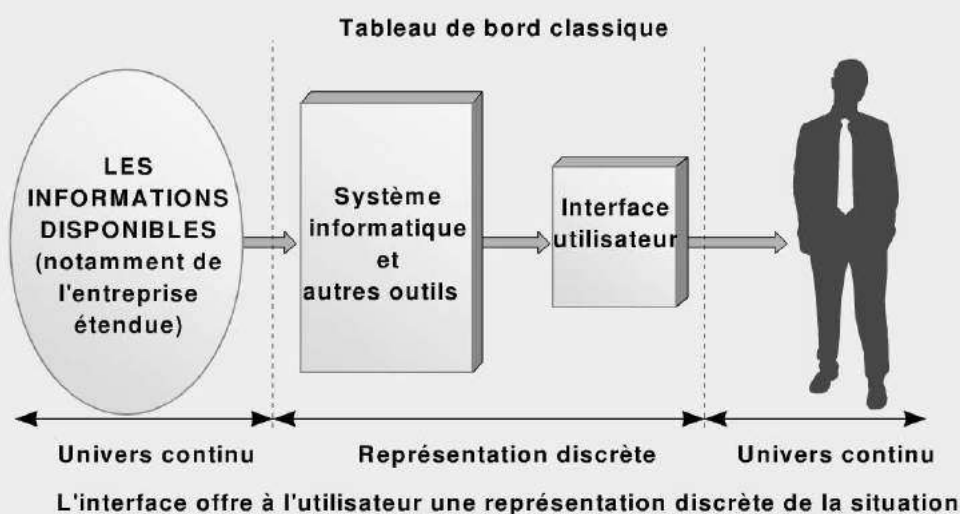 Tableau de bord classique
LES
INFORMATIONS
DISPONIBLES
(notamment de
l'entreprise
étendue)
Système
informatique
et
autres outils
Interface
utilisateur
Univers continu
Représentation discrète
Univers continu
L'interface offre à l'utilisateur une représentation discrète de la situation